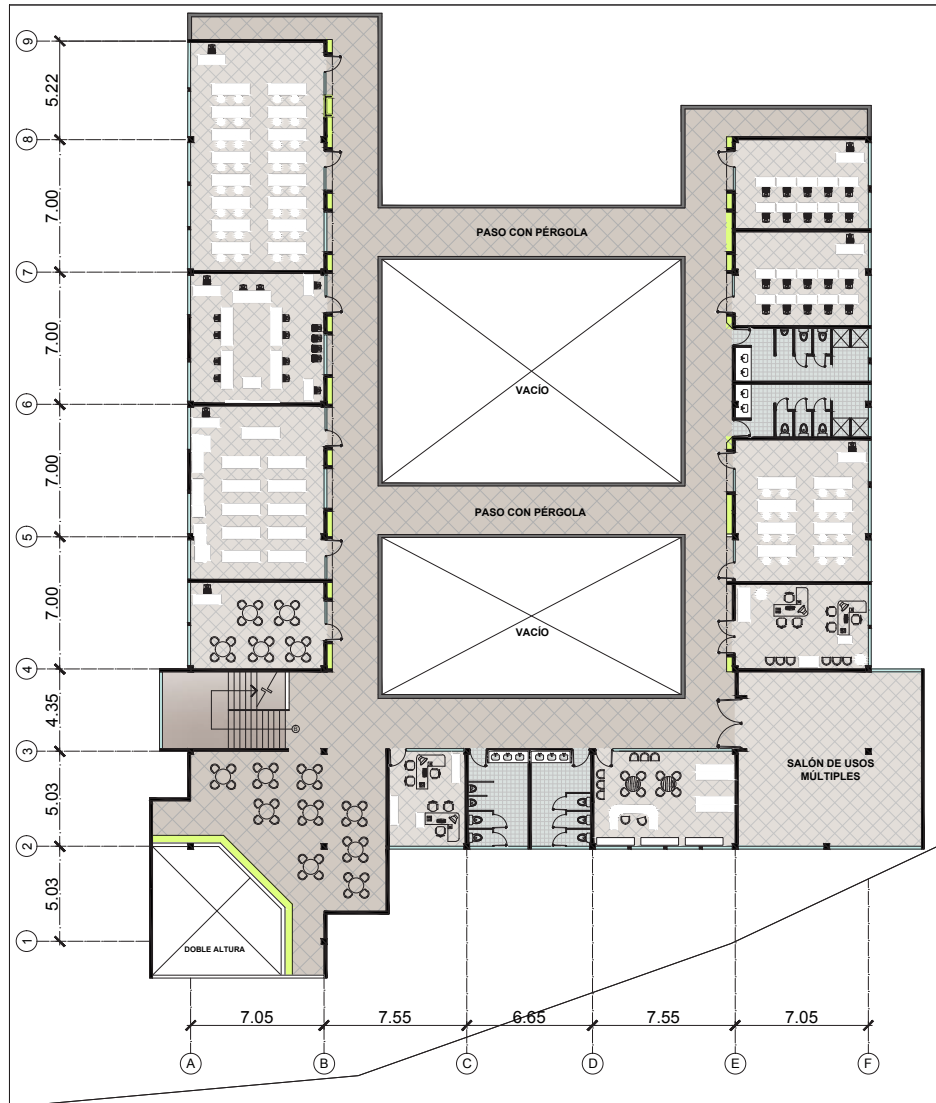 9
5.22
8
7.00
PASO CON PÉRGOLA
7
7.00
VACÍO
6
7.00
PASO CON PÉRGOLA
5
7.00
VACÍO
4
4.35
3
SALÓN DE USOS
MÚLTIPLES
5.03
2
5.03
1
DOBLE ALTURA
7.05
7.55
6.65
7.55
7.05
A
B
C
D
E
F